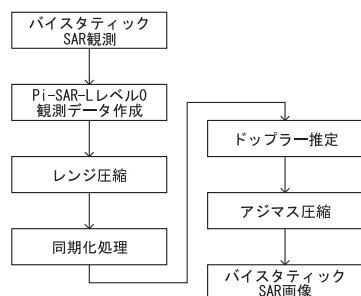 バイスタティック
SAR観測
Pi-SAR-Lレベル0
観測データ作成
レンジ圧縮
同期化処理
ドップラー推定
アジマス圧縮
バイスタティック
SAR画像